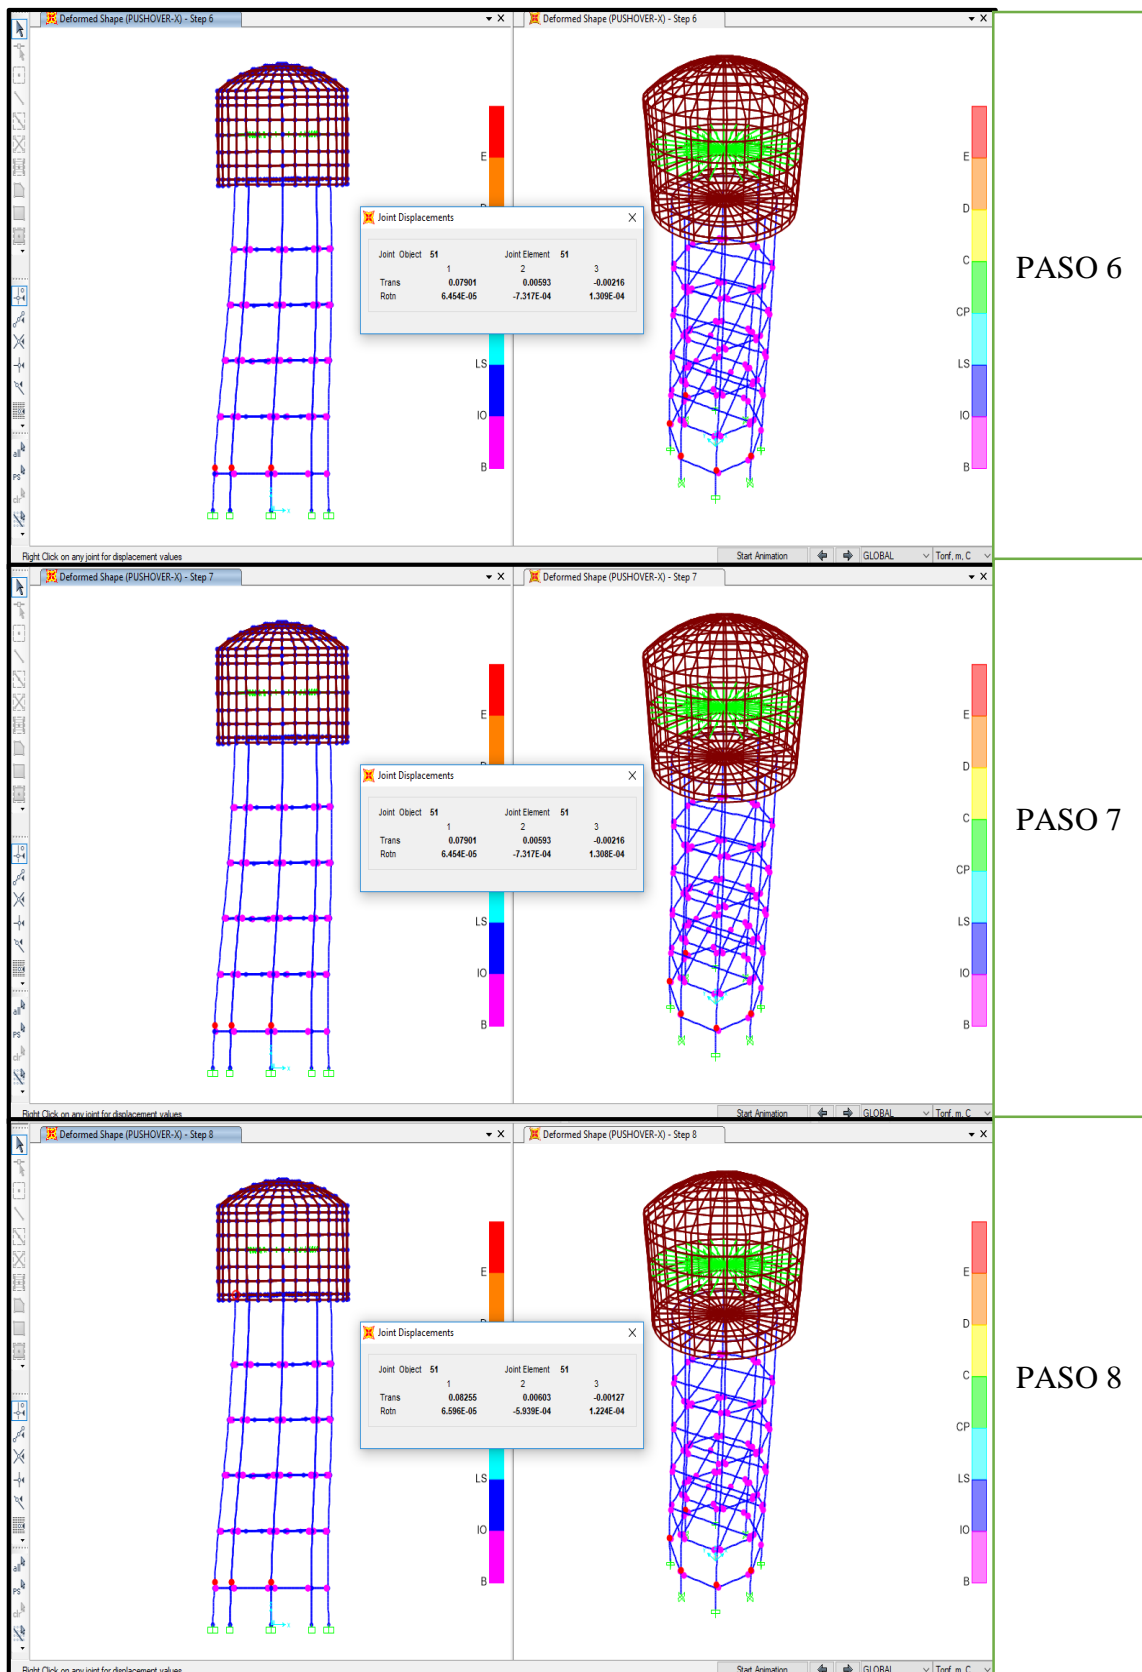 Deformed Shape (PUSHOVER-X) - Step 6
Deformed Shape (PUSHOVER-X) - Step 6
E
D
C
CP
LS
IO
B
E
LS
IO
B
Joint Displacements
Joint Object 51 Joint Element 51
1 2 3
Trans 0.07901 0.00593 -0.00216
Rotn 6.454E-05 -7.317E-04 1.309E-04
PASO 6
Right Click on any joint for displacement values
Start Animation GLOBAL Tonf, m, C
Deformed Shape (PUSHOVER-X) - Step 7
Deformed Shape (PUSHOVER-X) - Step 7
E
D
C
CP
LS
IO
B
E
LS
IO
B
Joint Displacements
Joint Object 51 Joint Element 51
1 2 3
Trans 0.07901 0.00593 -0.00216
Rotn 6.454E-05 -7.317E-04 1.308E-04
PASO 7
Right Click on any joint for displacement values
Start Animation GLOBAL Tonf, m, C
Deformed Shape (PUSHOVER-X) - Step 8
Deformed Shape (PUSHOVER-X) - Step 8
E
D
C
CP
LS
IO
B
E
LS
IO
B
Joint Displacements
Joint Object 51 Joint Element 51
1 2 3
Trans 0.08255 0.00603 -0.00127
Rotn 6.596E-05 -5.939E-04 1.224E-04
PASO 8
Right Click on any joint for displacement values
Start Animation GLOBAL Tonf, m, C